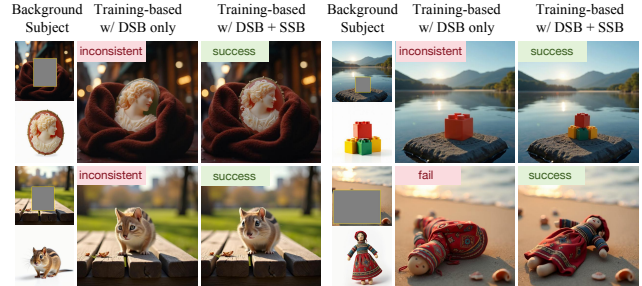 Background Subject
Training-based w/ DSB only
Training-based w/ DSB + SSB
Background Subject
Training-based w/ DSB only
Training-based w/ DSB + SSB
inconsistent
success
inconsistent
success
inconsistent
success
fail
success